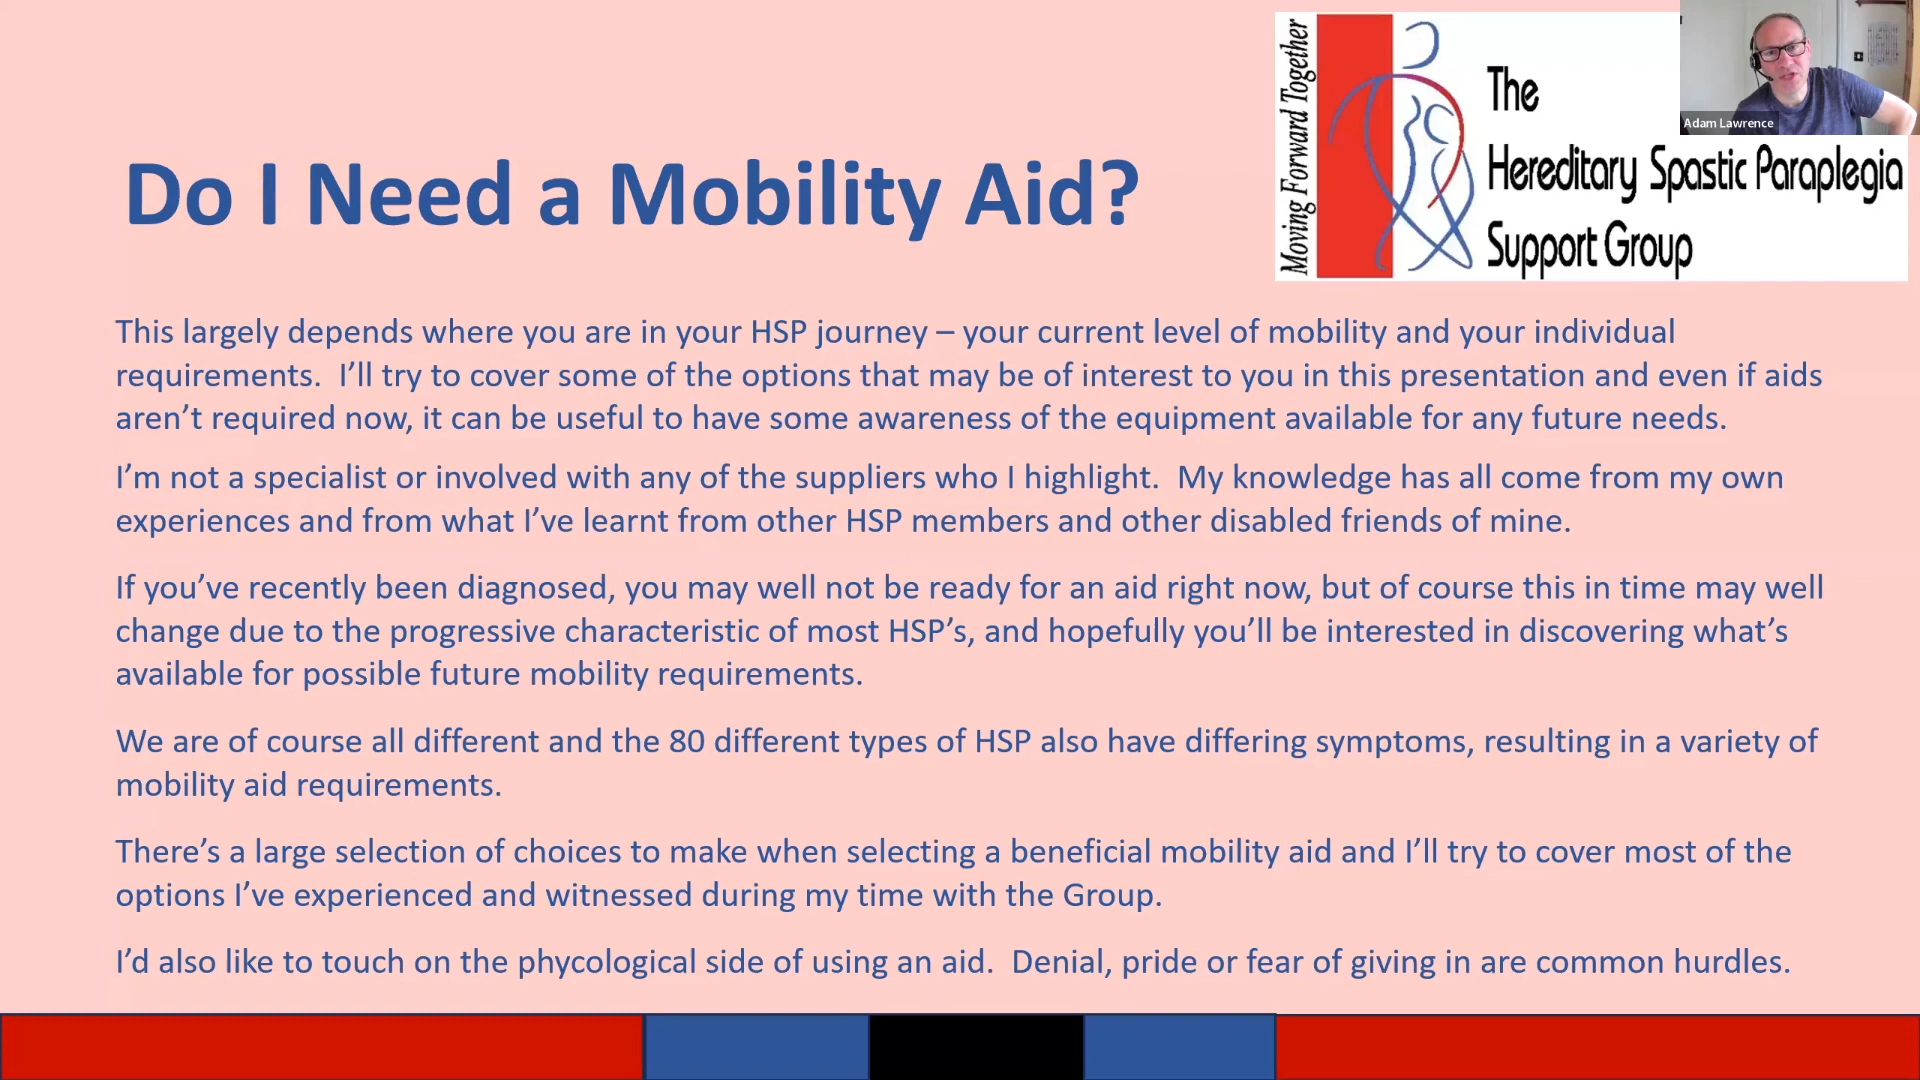 Do I Need a Mobility Aid?
Moving Forward Together
The
Hereditary Spastic Paraplegia
Support Group
Adam Lawrence
This largely depends where you are in your HSP journey – your current level of mobility and your individual
requirements.  I’ll try to cover some of the options that may be of interest to you in this presentation and even if aids
aren’t required now, it can be useful to have some awareness of the equipment available for any future needs.
I’m not a specialist or involved with any of the suppliers who I highlight.  My knowledge has all come from my own
experiences and from what I’ve learnt from other HSP members and other disabled friends of mine.
If you’ve recently been diagnosed, you may well not be ready for an aid right now, but of course this in time may well
change due to the progressive characteristic of most HSP’s, and hopefully you’ll be interested in discovering what’s
available for possible future mobility requirements.
We are of course all different and the 80 different types of HSP also have differing symptoms, resulting in a variety of
mobility aid requirements.
There’s a large selection of choices to make when selecting a beneficial mobility aid and I’ll try to cover most of the
options I’ve experienced and witnessed during my time with the Group.
I’d also like to touch on the phycological side of using an aid.  Denial, pride or fear of giving in are common hurdles.